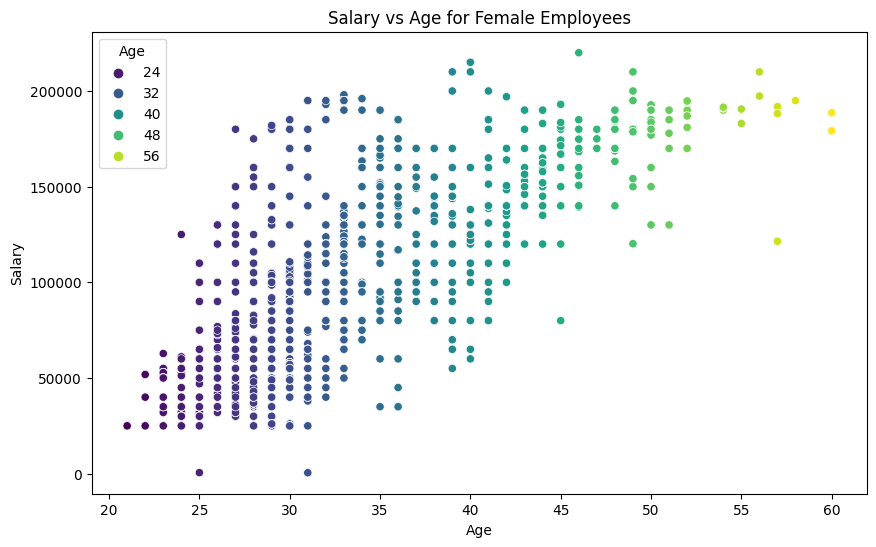 Salary vs Age for Female Employees
Age
24
32
40
48
56
200000
150000
100000
50000
0
Salary
20 25 30 35 40 45 50 55 60
Age